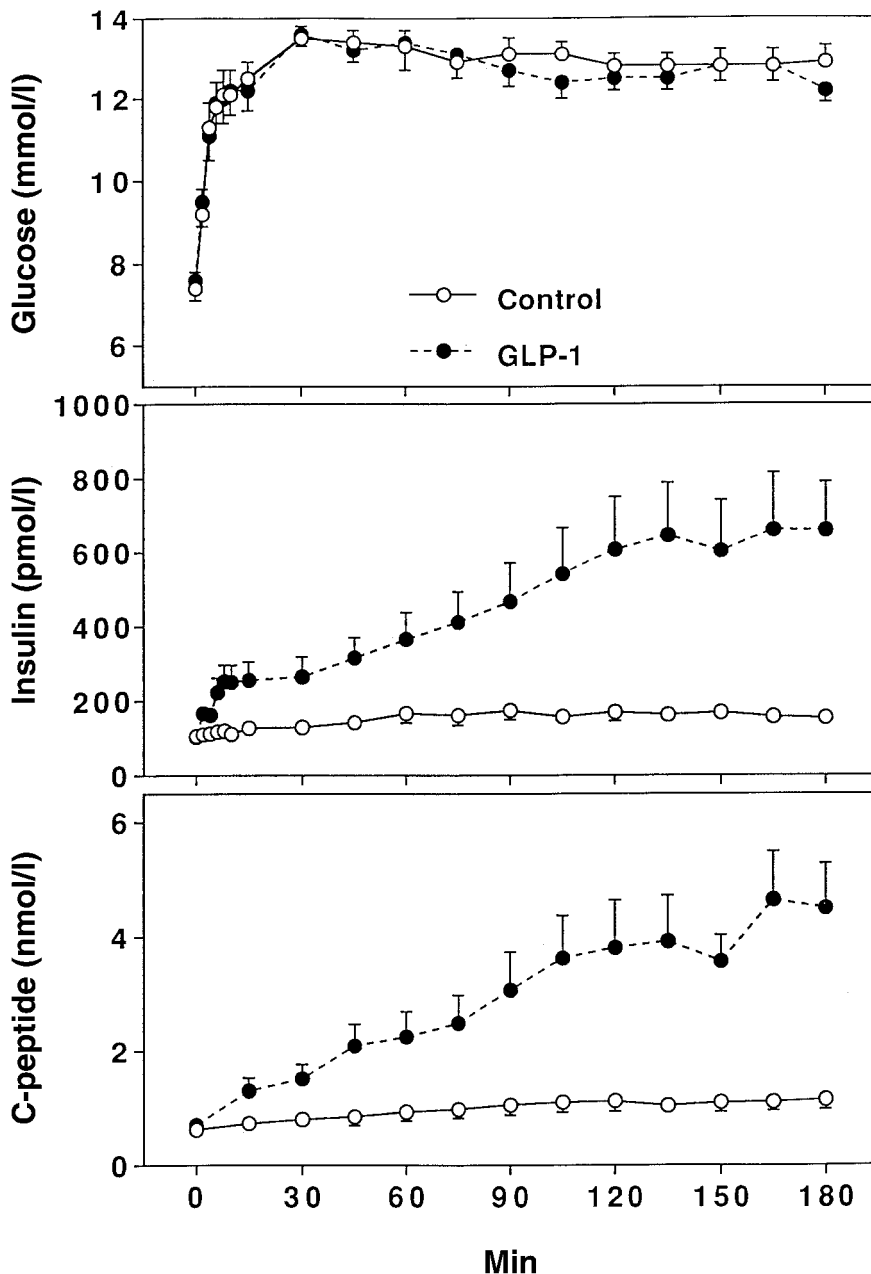 Glucose (mmol/l)
14
12
10
8
6
Control
GLP-1
Insulin (pmol/l)
1000
800
600
400
200
0
C-peptide (nmol/l)
6
4
2
0
0 30 60 90 120 150 180
Min